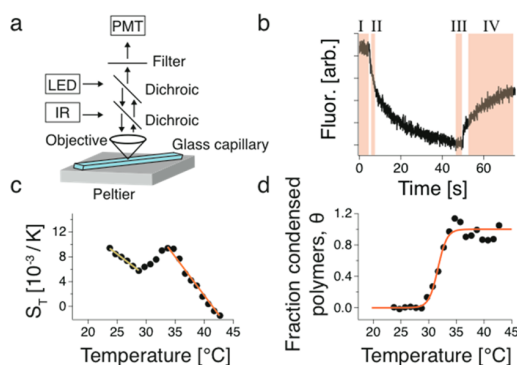 a
PMT
Filter
LED
Dichroic
IR
Dichroic
Objective
Glass capillary
Peltier
b
I II III IV
Fluor. [arb.]
0 20 40 60
Time [s]
c
S_T [10⁻³ / K]
12
8
4
0
20 25 30 35 40 45
Temperature [°C]
d
Fraction condensed
polymers, θ
1.2
0.8
0.4
0.0
20 25 30 35 40 45
Temperature [°C]